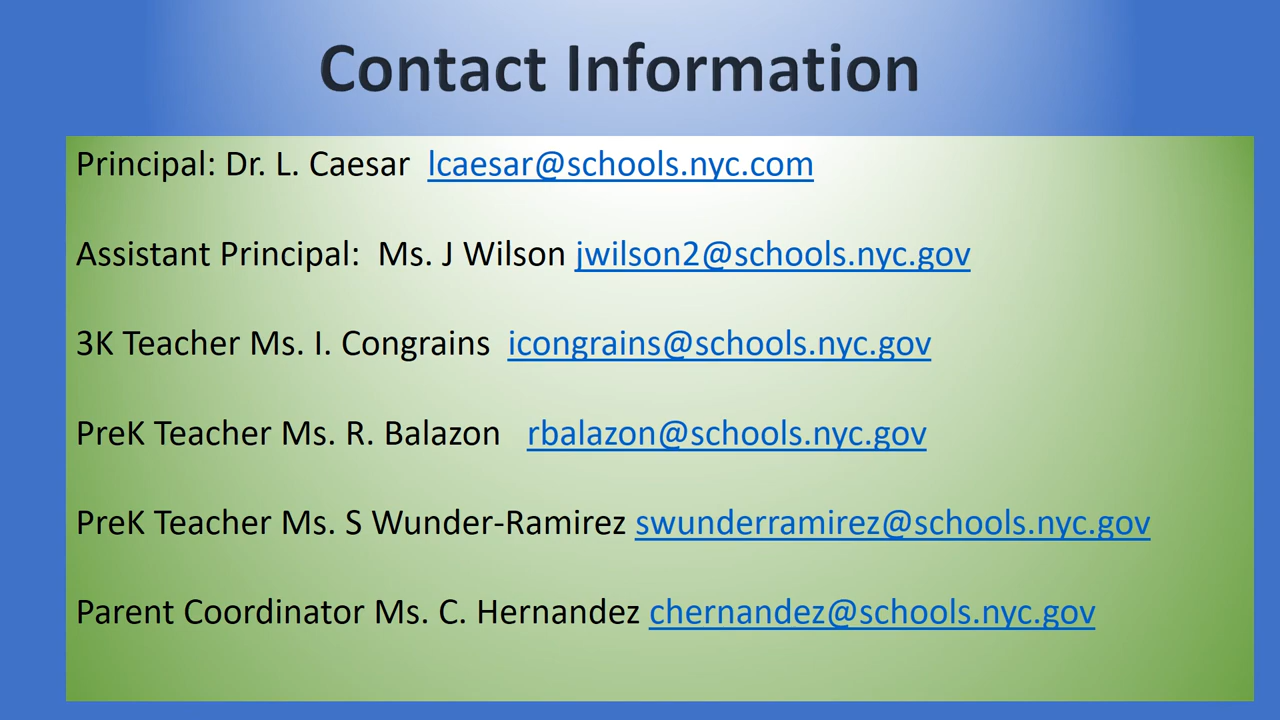 Contact Information
Principal: Dr. L. Caesar lcaesar@schools.nyc.com
Assistant Principal: Ms. J Wilson jwilson2@schools.nyc.gov
3K Teacher Ms. I. Congrains icongrains@schools.nyc.gov
PreK Teacher Ms. R. Balazon rbalazon@schools.nyc.gov
PreK Teacher Ms. S Wunder-Ramirez swunderramirez@schools.nyc.gov
Parent Coordinator Ms. C. Hernandez chernandez@schools.nyc.gov